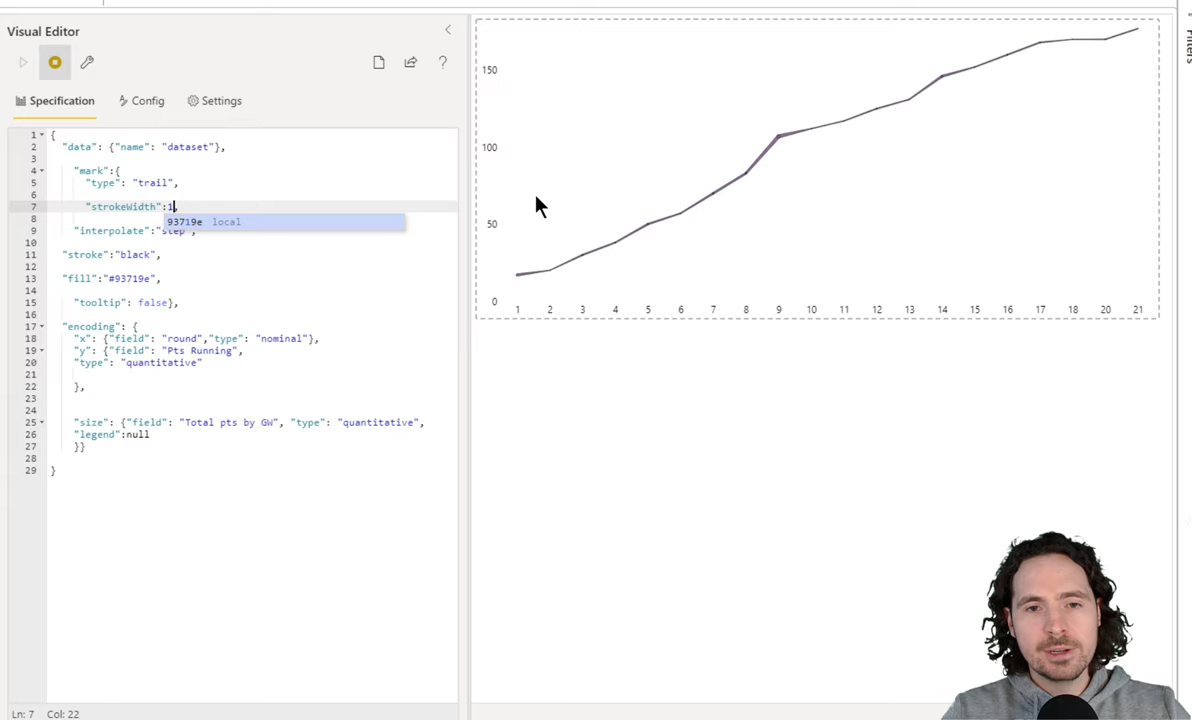 Visual Editor
Specification
Config
Settings
Filters
1 {
2 "data": {"name": "dataset"},
3
4 "mark":{
5 "type": "trail",
6
7 "strokeWidth":1,
93719e local
8
9 "interpolate":"step",
10
11 "stroke":"black",
12
13 "fill":"#93719e",
14
15 "tooltip": false},
16
17 "encoding": {
18 "x": {"field": "round","type": "nominal"},
19 "y": {"field": "Pts Running",
20 "type": "quantitative"
21
22 },
23
24
25 "size": {"field": "Total pts by GW", "type": "quantitative",
26 "legend":null
27 }}
28
29 }
150
100
50
0
1 2 3 4 5 6 7 8 9 10 11 12 13 14 15 16 17 18 20 21
Ln: 7 Col: 22